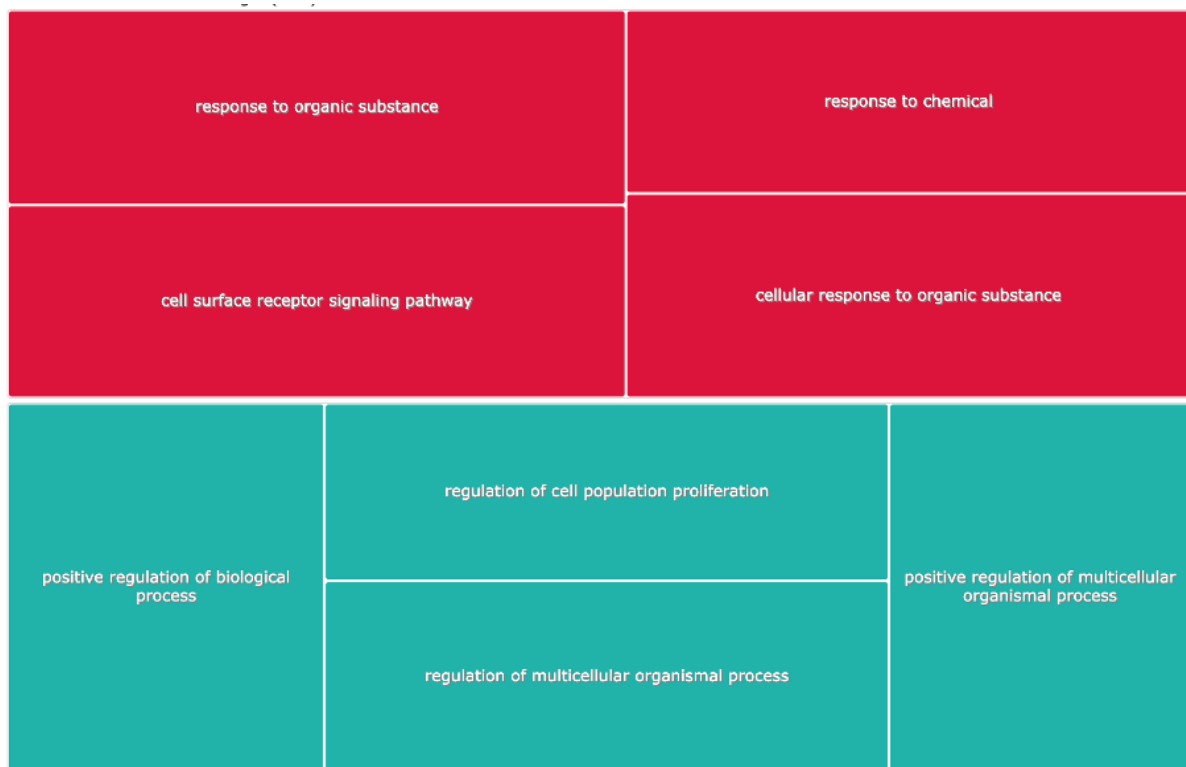 response to organic substance
response to chemical
cell surface receptor signaling pathway
cellular response to organic substance
regulation of cell population proliferation
positive regulation of biological
process
positive regulation of multicellular
organismal process
regulation of multicellular organismal process